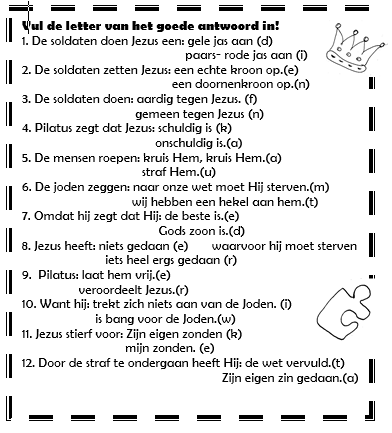 Vul de letter van het goede antwoord in!
1. De soldaten doen Jezus een: gele jas aan (d)
paars- rode jas aan (i)
2. De soldaten zetten Jezus: een echte kroon op.(e)
een doornenkroon op.(n)
3. De soldaten doen: aardig tegen Jezus. (f)
gemeen tegen Jezus (n)
4. Pilatus zegt dat Jezus: schuldig is (k)
onschuldig is.(a)
5. De mensen roepen: kruis Hem, kruis Hem.(a)
straf Hem.(u)
6. De joden zeggen: naar onze wet moet Hij sterven.(m)
wij hebben een hekel aan hem.(t)
7. Omdat hij zegt dat Hij: de beste is.(e)
Gods zoon is.(d)
8. Jezus heeft: niets gedaan (e) waarvoor hij moet sterven
iets heel ergs gedaan (r)
9. Pilatus: laat hem vrij.(e)
veroordeelt Jezus.(r)
10. Want hij: trekt zich niets aan van de Joden. (i)
is bang voor de Joden.(w)
11. Jezus stierf voor: Zijn eigen zonden (k)
mijn zonden. (e)
12. Door de straf te ondergaan heeft Hij: de wet vervuld.(t)
Zijn eigen zin gedaan.(a)